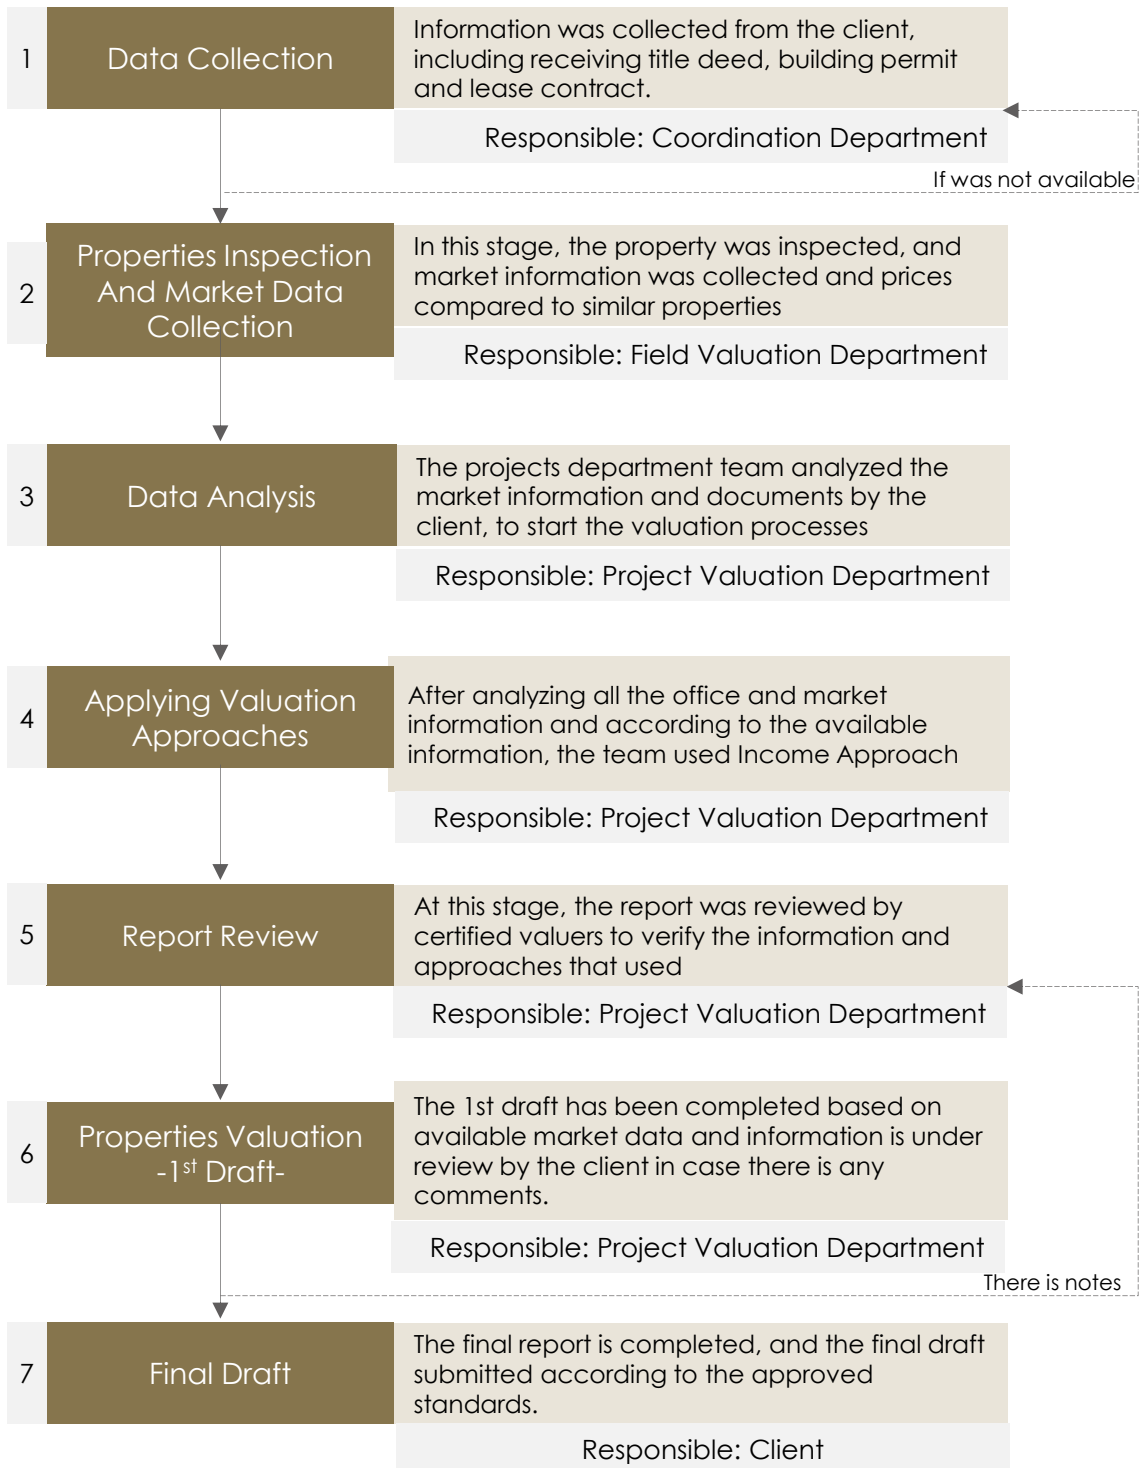 1
Data Collection
Information was collected from the client,
including receiving title deed, building permit
and lease contract.
Responsible: Coordination Department
If was not available
2
Properties Inspection
And Market Data
Collection
In this stage, the property was inspected, and
market information was collected and prices
compared to similar properties
Responsible: Field Valuation Department
3
Data Analysis
The projects department team analyzed the
market information and documents by the
client, to start the valuation processes
Responsible: Project Valuation Department
4
Applying Valuation
Approaches
After analyzing all the office and market
information and according to the available
information, the team used Income Approach
Responsible: Project Valuation Department
5
Report Review
At this stage, the report was reviewed by
certified valuers to verify the information and
approaches that used
Responsible: Project Valuation Department
6
Properties Valuation
-1st Draft-
The 1st draft has been completed based on
available market data and information is under
review by the client in case there is any
comments.
Responsible: Project Valuation Department
There is notes
7
Final Draft
The final report is completed, and the final draft
submitted according to the approved
standards.
Responsible: Client